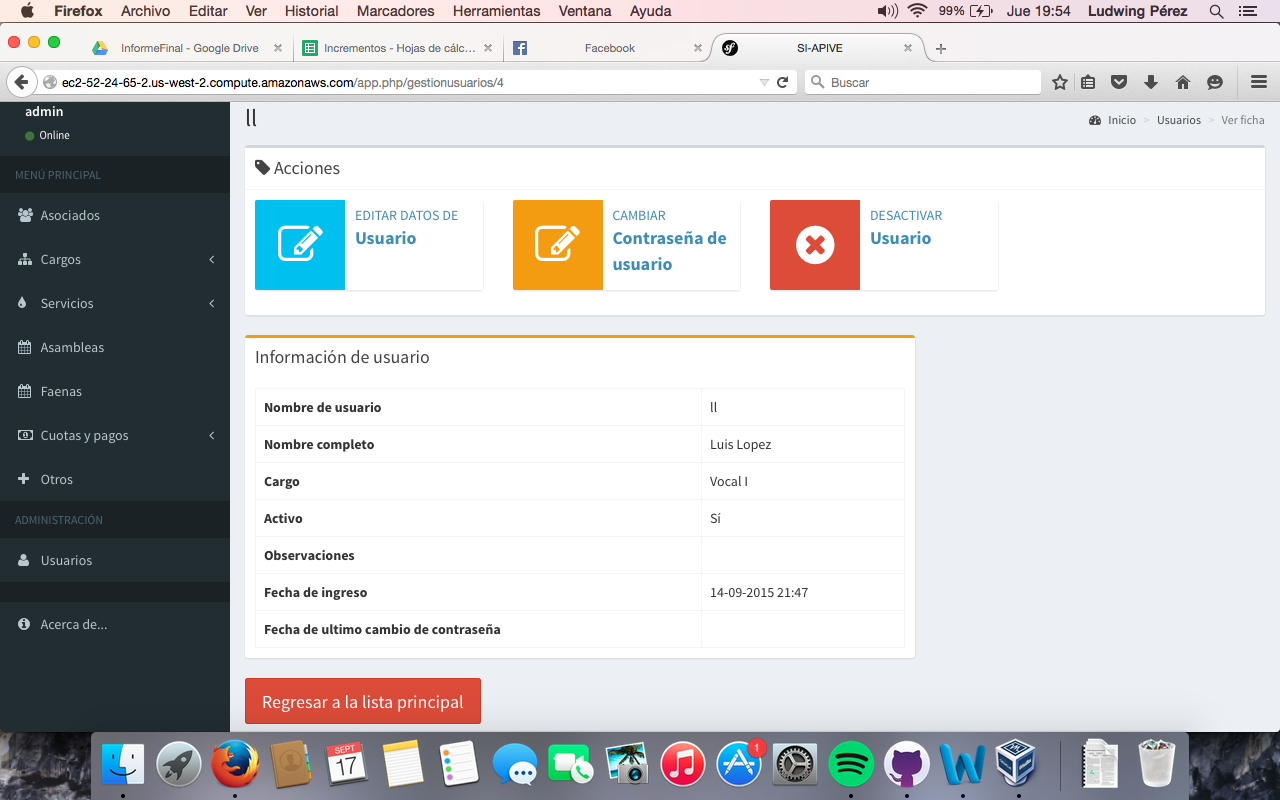 Firefox Archivo Editar Ver Historial Marcadores Herramientas Ventana Ayuda 99% Jue 19:54 Ludwing Pérez
InformeFinal - Google Drive Incrementos - Hojas de cálc... Facebook SI-APIVE
ec2-52-24-65-2.us-west-2.compute.amazonaws.com/app.php/gestionusuarios/4 Buscar
admin
Online
MENÚ PRINCIPAL
Asociados
Cargos
Servicios
Asambleas
Faenas
Cuotas y pagos
Otros
ADMINISTRACIÓN
Usuarios
Acerca de...
ll
Inicio > Usuarios > Ver ficha
Acciones
EDITAR DATOS DE
Usuario
CAMBIAR
Contraseña de
usuario
DESACTIVAR
Usuario
Información de usuario
Nombre de usuario ll
Nombre completo Luis Lopez
Cargo Vocal I
Activo Sí
Observaciones
Fecha de ingreso 14-09-2015 21:47
Fecha de ultimo cambio de contraseña
Regresar a la lista principal
SEPT
17
1